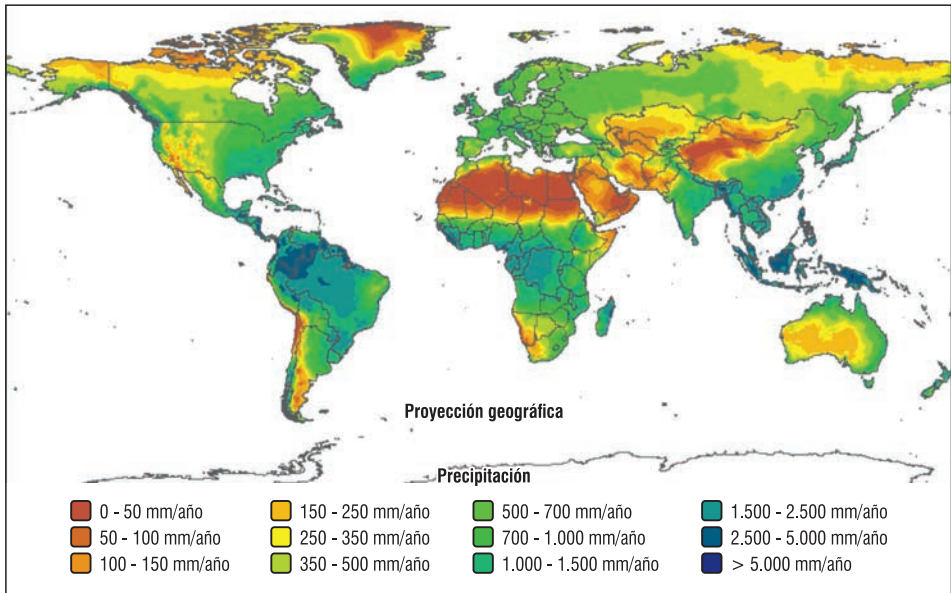 Proyección geográfica
Precipitación
0 - 50 mm/año
50 - 100 mm/año
100 - 150 mm/año
150 - 250 mm/año
250 - 350 mm/año
350 - 500 mm/año
500 - 700 mm/año
700 - 1.000 mm/año
1.000 - 1.500 mm/año
1.500 - 2.500 mm/año
2.500 - 5.000 mm/año
> 5.000 mm/año